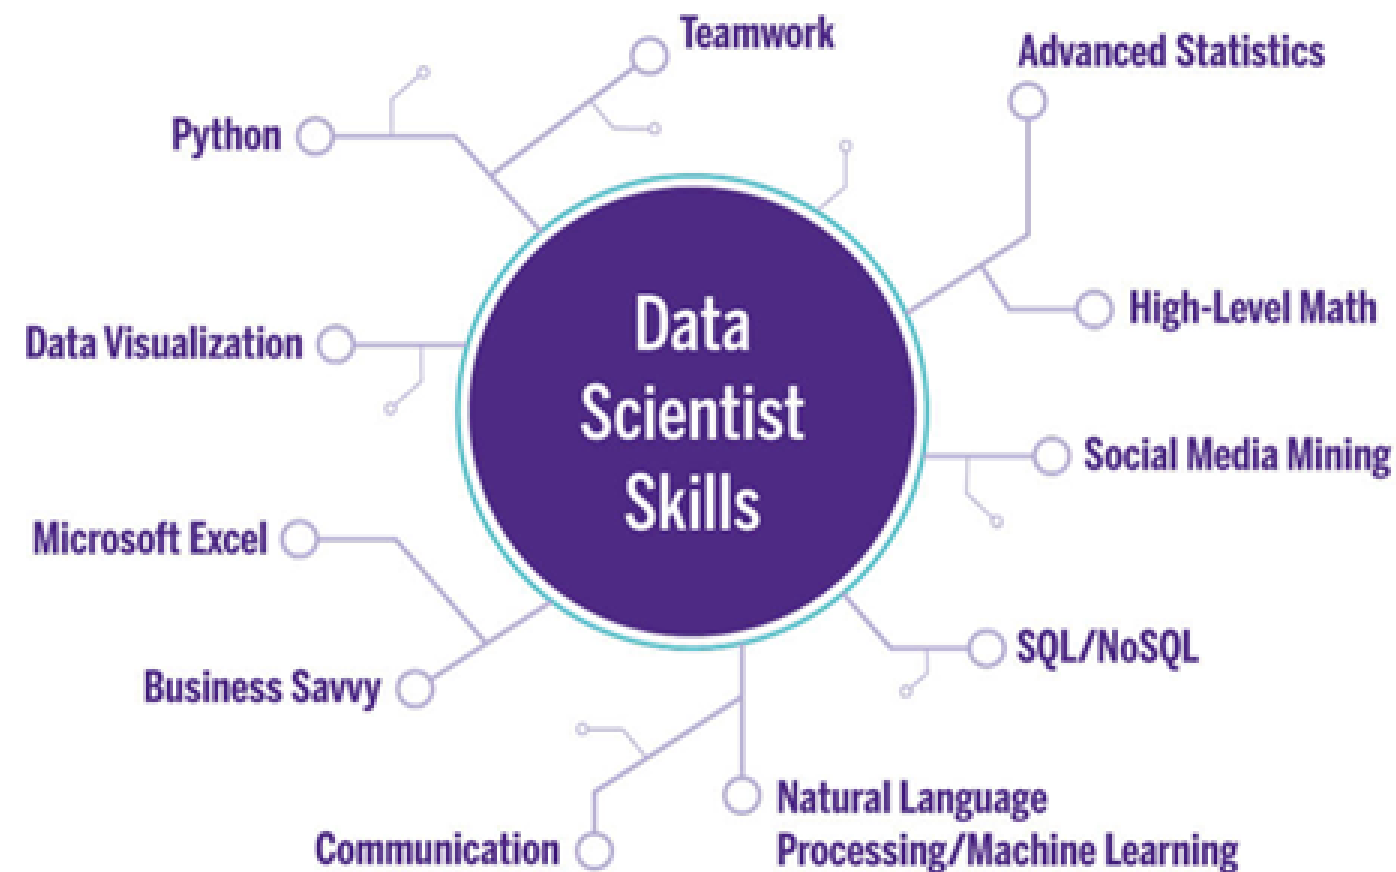 Teamwork
Advanced Statistics
Python
High-Level Math
Data Visualization
Data
Scientist
Skills
Social Media Mining
Microsoft Excel
SQL/NoSQL
Business Savvy
Natural Language
Processing/Machine Learning
Communication